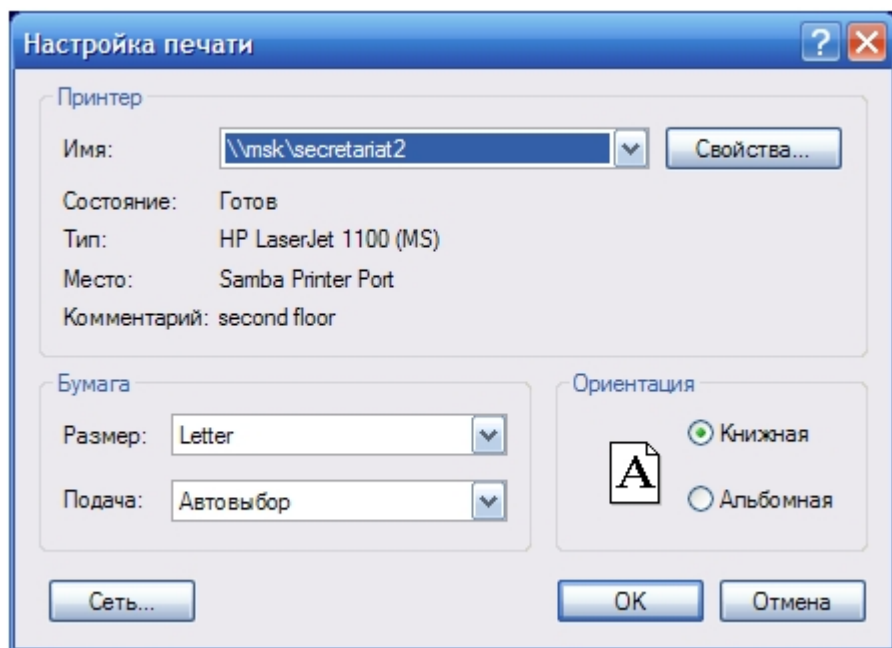 Настройка печати
Принтер
Имя: \\msk\secretariat2 Свойства...
Состояние: Готов
Тип: HP LaserJet 1100 (MS)
Место: Samba Printer Port
Комментарий: second floor
Бумага
Размер: Letter
Подача: Автовыбор
Ориентация
A
Книжная
Альбомная
Сеть... OK Отмена